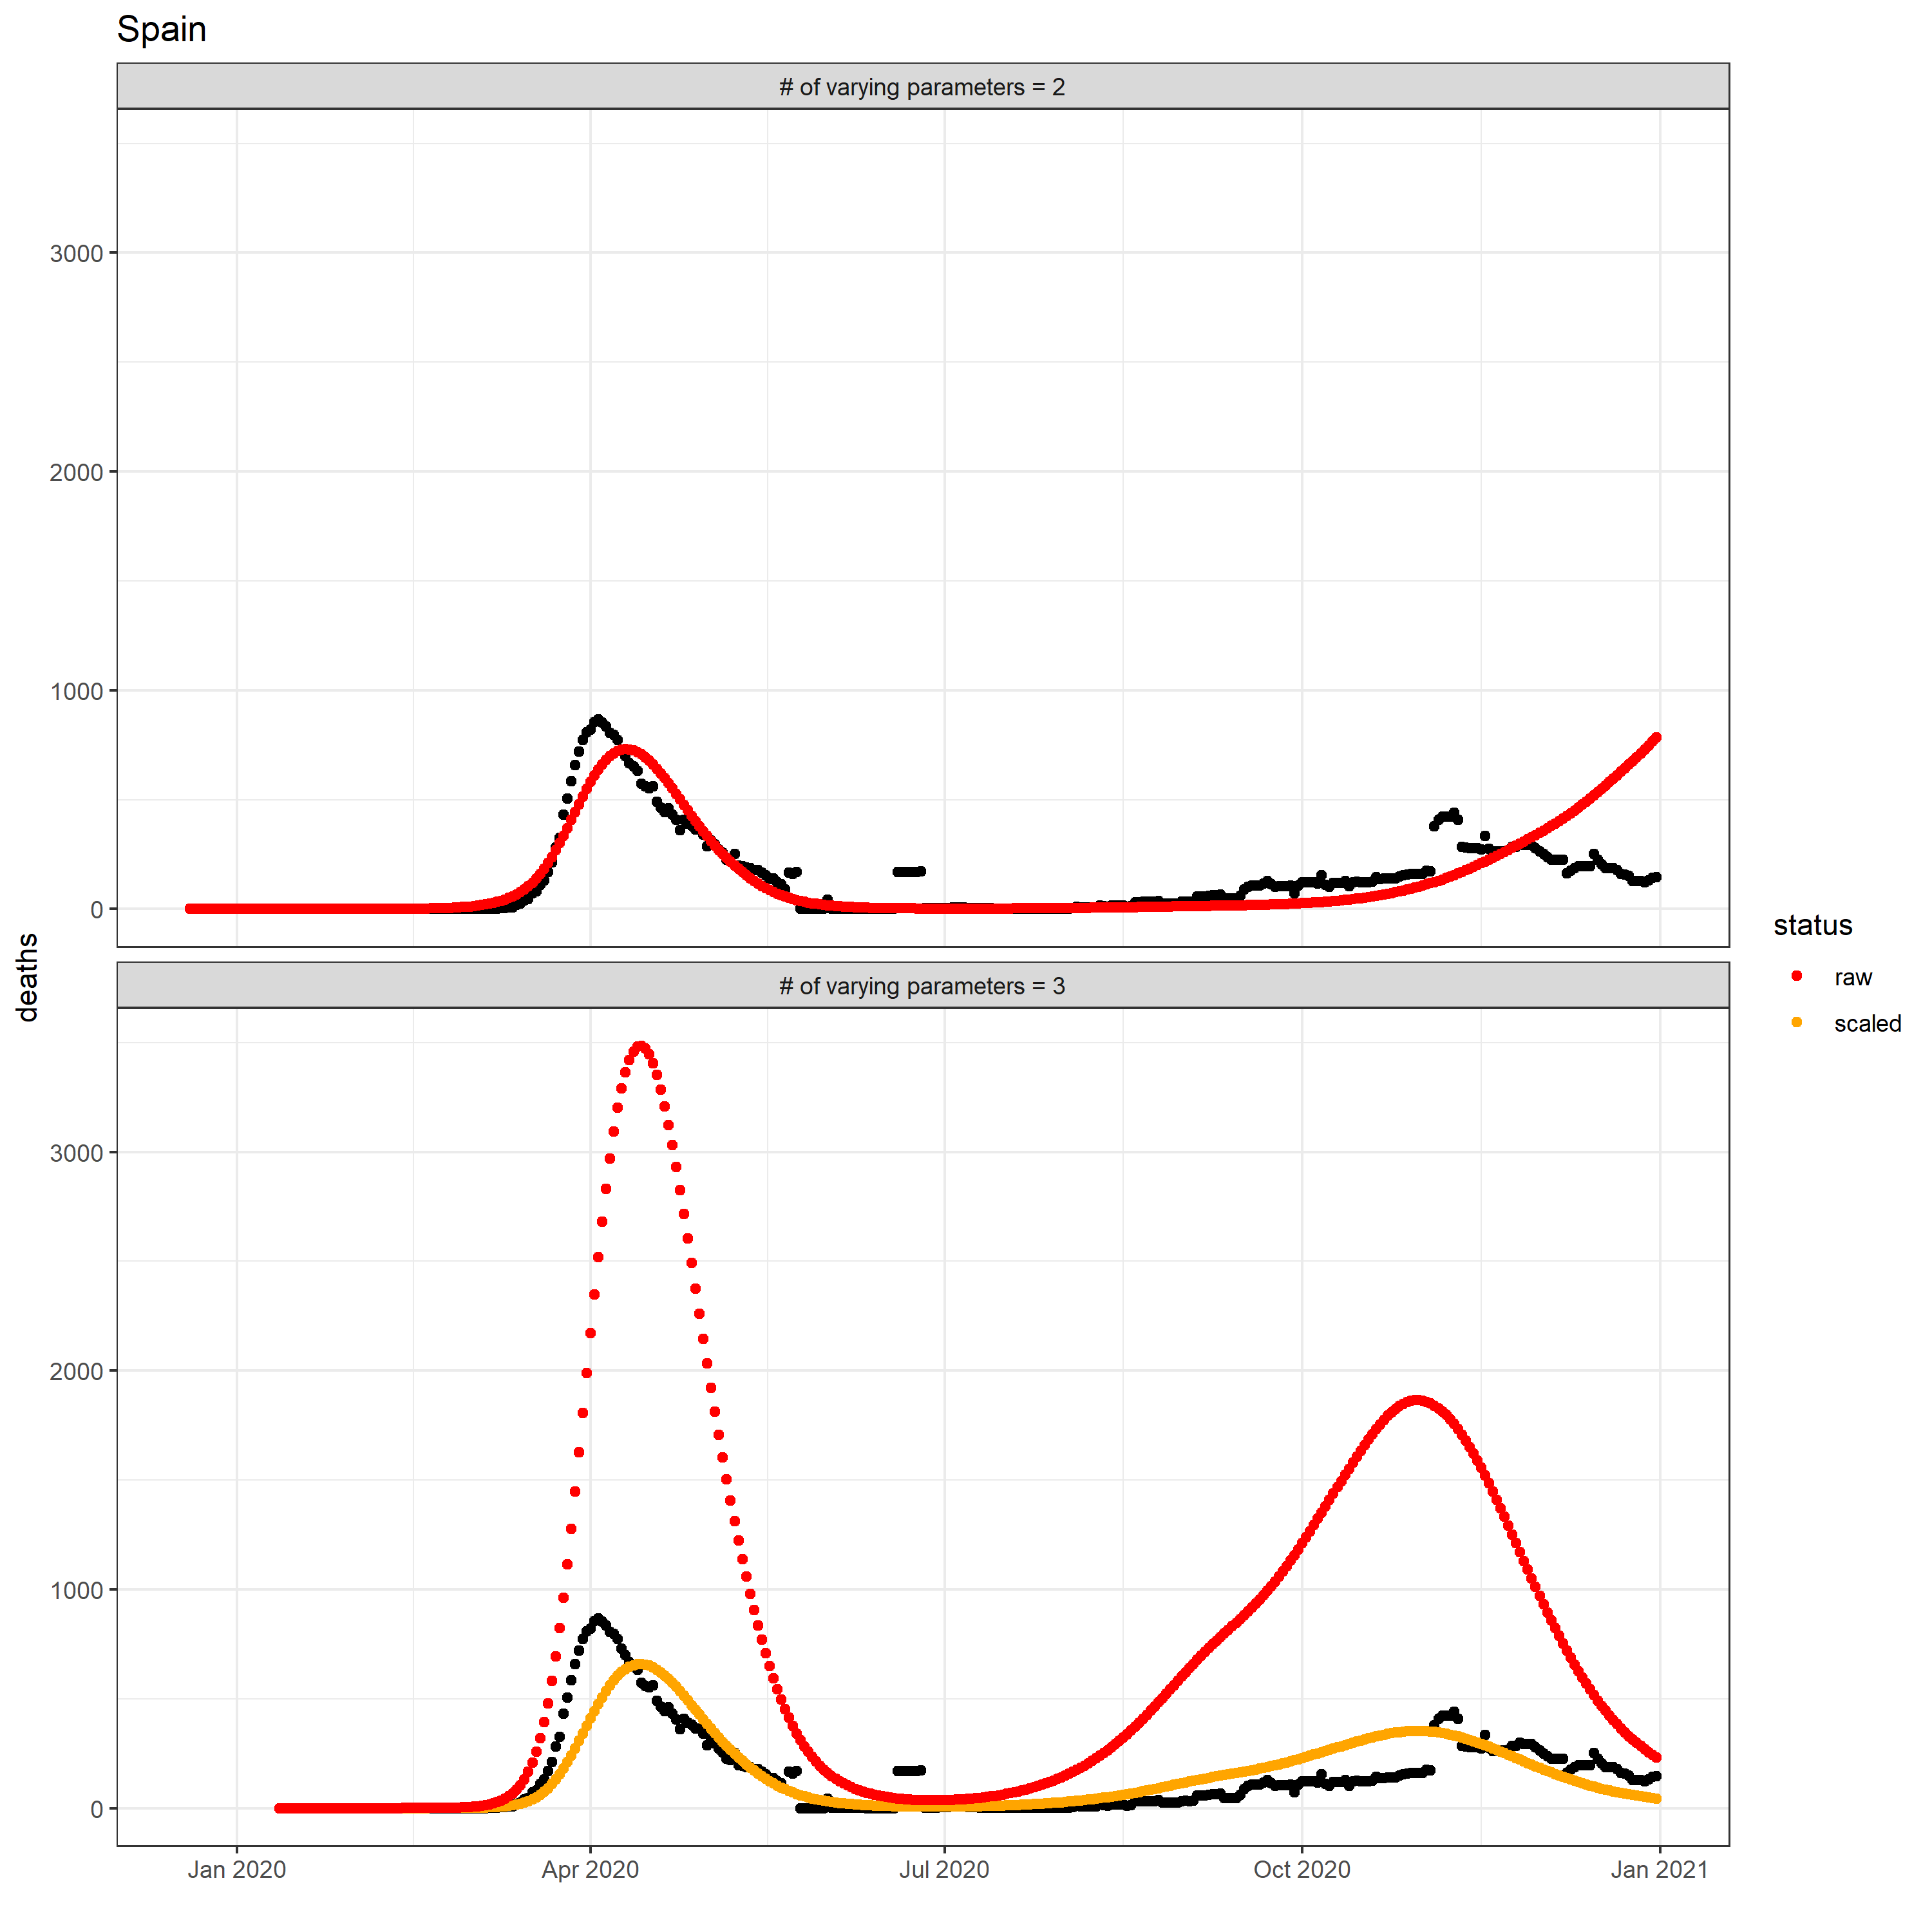 Spain
# of varying parameters = 2
3000
2000
1000
0
deaths
# of varying parameters = 3
3000
2000
1000
0
Jan 2020 Apr 2020 Jul 2020 Oct 2020 Jan 2021
status
raw
scaled